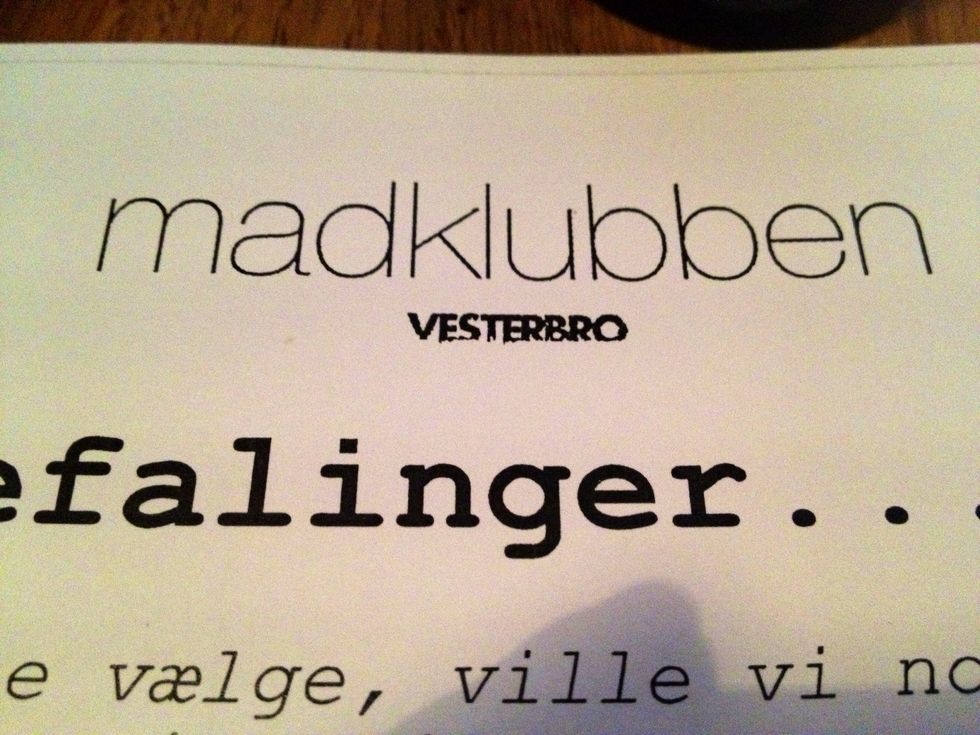 madklubben
VESTERBRO
efalinger...
e vælge, ville vi no